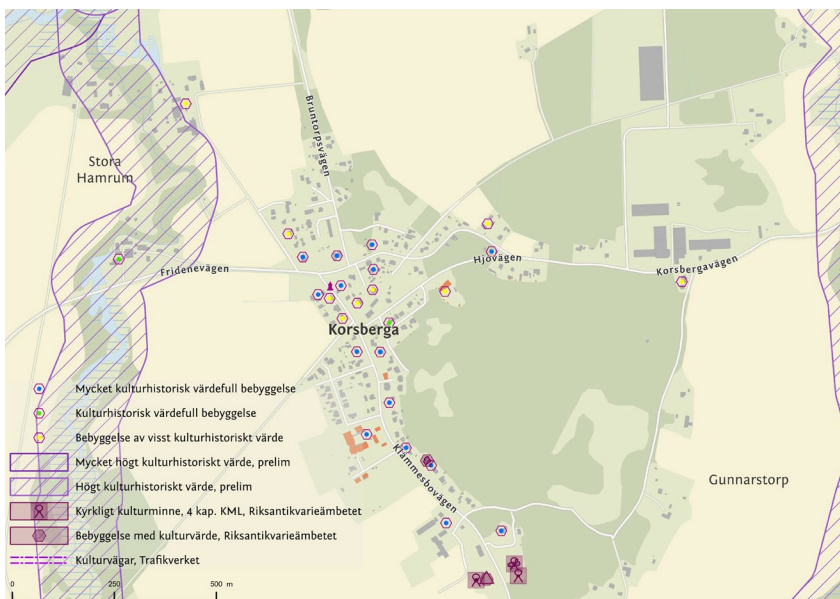 Bruntorpsvägen
Stora
Hamrum
Fridenevägen
Hjovägen
Korsbergavägen
Korsberga
Mycket kulturhistorisk värdefull bebyggelse
Kulturhistorisk värdefull bebyggelse
Bebyggelse av visst kulturhistoriskt värde
Klämmesbovägen
Mycket högt kulturhistoriskt värde, prelim
Högt kulturhistoriskt värde, prelim
Gunnarstorp
Kyrkligt kulturminne, 4 kap. KML, Riksantikvarieämbetet
Bebyggelse med kulturvärde, Riksantikvarieämbetet
Kulturvägar, Trafikverket
0 250 500 m